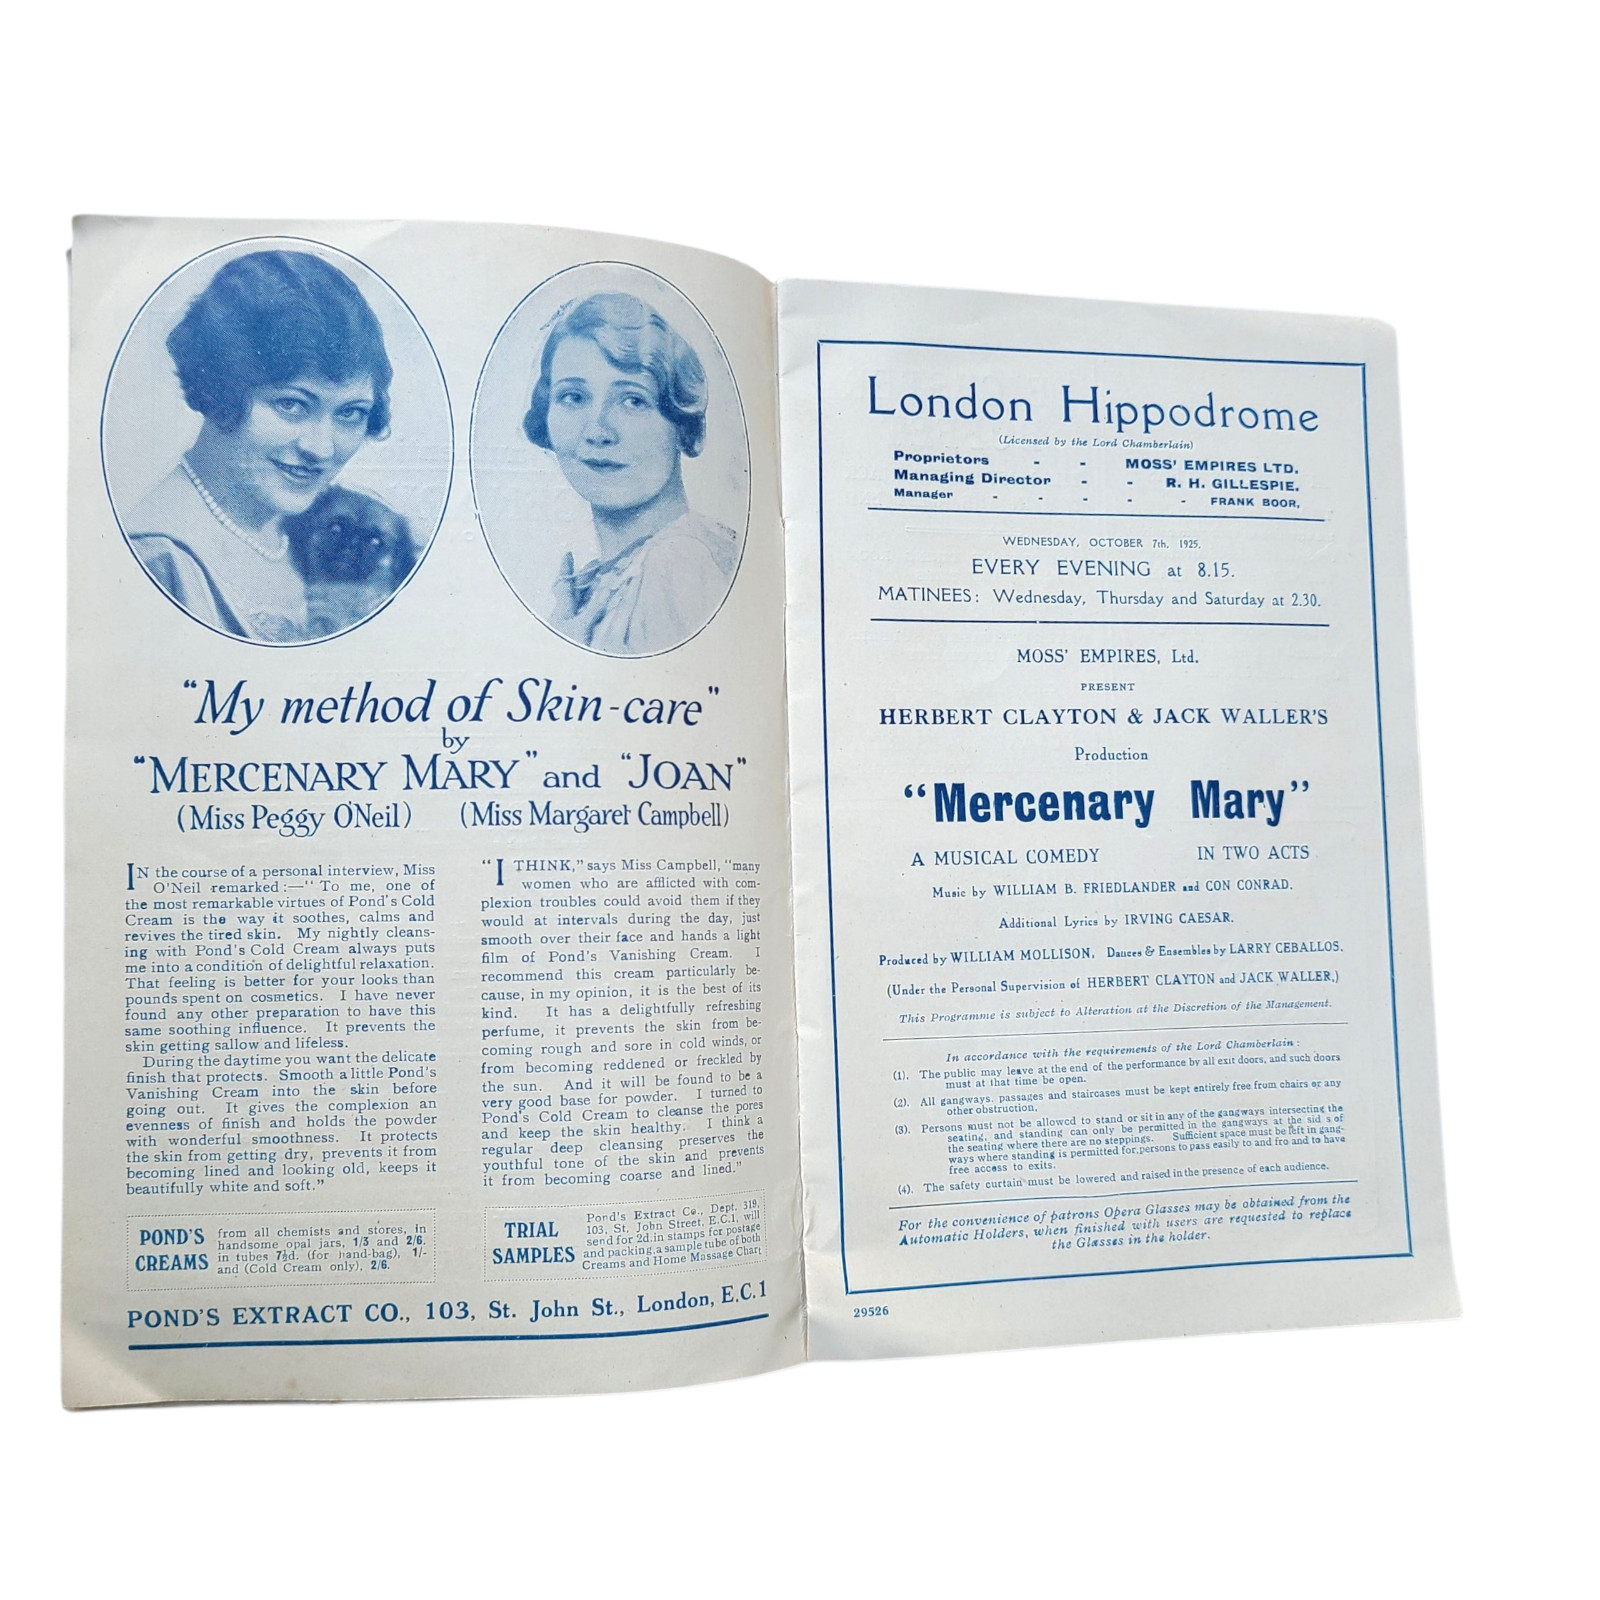 "My method of Skin-care"
by
"MERCENARY MARY" and "JOAN"
(Miss Peggy O'Neil) (Miss Margaret Campbell)
IN the course of a personal interview, Miss
O'Neil remarked:—"To me, one of
the most remarkable virtues of Pond's Cold
Cream is the way it soothes, calms and
revives the tired skin. My nightly cleans-
ing with Pond's Cold Cream always puts
me into a condition of delightful relaxation.
That feeling is better for your looks than
pounds spent on cosmetics. I have never
found any other preparation to have this
same soothing influence. It prevents the
skin getting sallow and lifeless.
During the daytime you want the delicate
finish that protects. Smooth a little Pond's
Vanishing Cream into the skin before
going out. It gives the complexion an
evenness of finish and holds the powder
with wonderful smoothness. It protects
the skin from getting dry, prevents it from
becoming lined and looking old, keeps it
beautifully white and soft."
"I THINK," says Miss Campbell, "many
women who are afflicted with com-
plexion troubles could avoid them if they
would at intervals during the day, just
smooth over their face and hands a light
film of Pond's Vanishing Cream. I
recommend this cream particularly be-
cause, in my opinion, it is the best of its
kind. It has a delightfully refreshing
perfume, it prevents the skin from be-
coming rough and sore in cold winds, or
from becoming reddened or freckled by
the sun. And it will be found to be a
very good base for powder. I turned to
Pond's Cold Cream to cleanse the pores
and keep the skin healthy. I think a
regular deep cleansing preserves the
youthful tone of the skin and prevents
it from becoming coarse and lined."
POND'S
CREAMS
from all chemists and stores, in
handsome opal jars, 1/3 and 2/6.
in tubes 7½d. (for hand-bag), 1/-
and (Cold Cream only), 2/6.
TRIAL
SAMPLES
Pond's Extract Co., Dept. 319,
103, St. John Street, E.C.1, will
send for 2d. in stamps for postage
and packing, a sample tube of both
Creams and Home Massage Chart
POND'S EXTRACT CO., 103, St. John St., London, E.C.1
London Hippodrome
(Licensed by the Lord Chamberlain)
Proprietors - - MOSS' EMPIRES LTD.
Managing Director - - R. H. GILLESPIE.
Manager - - - - - FRANK BOOR.
WEDNESDAY, OCTOBER 7th, 1925.
EVERY EVENING at 8.15.
MATINEES: Wednesday, Thursday and Saturday at 2.30.
MOSS' EMPIRES, Ltd.
PRESENT
HERBERT CLAYTON & JACK WALLER'S
Production
"Mercenary Mary"
A MUSICAL COMEDY IN TWO ACTS
Music by WILLIAM B. FRIEDLANDER and CON CONRAD.
Additional Lyrics by IRVING CAESAR.
Produced by WILLIAM MOLLISON. Dances & Ensembles by LARRY CEBALLOS.
(Under the Personal Supervision of HERBERT CLAYTON and JACK WALLER.)
This Programme is subject to Alteration at the Discretion of the Management.
In accordance with the requirements of the Lord Chamberlain:
(1). The public may leave at the end of the performance by all exit doors, and such doors
must at that time be open.
(2). All gangways, passages and staircases must be kept entirely free from chairs or any
other obstruction.
(3). Persons must not be allowed to stand or sit in any of the gangways intersecting the
seating, and standing can only be permitted in the gangways at the sid s of
the seating where there are no steppings. Sufficient space must be left in gang-
ways where standing is permitted for persons to pass easily to and fro and to have
free access to exits.
(4). The safety curtain must be lowered and raised in the presence of each audience.
For the convenience of patrons Opera Glasses may be obtained from the
Automatic Holders, when finished with users are requested to replace
the Glasses in the holder.
29526